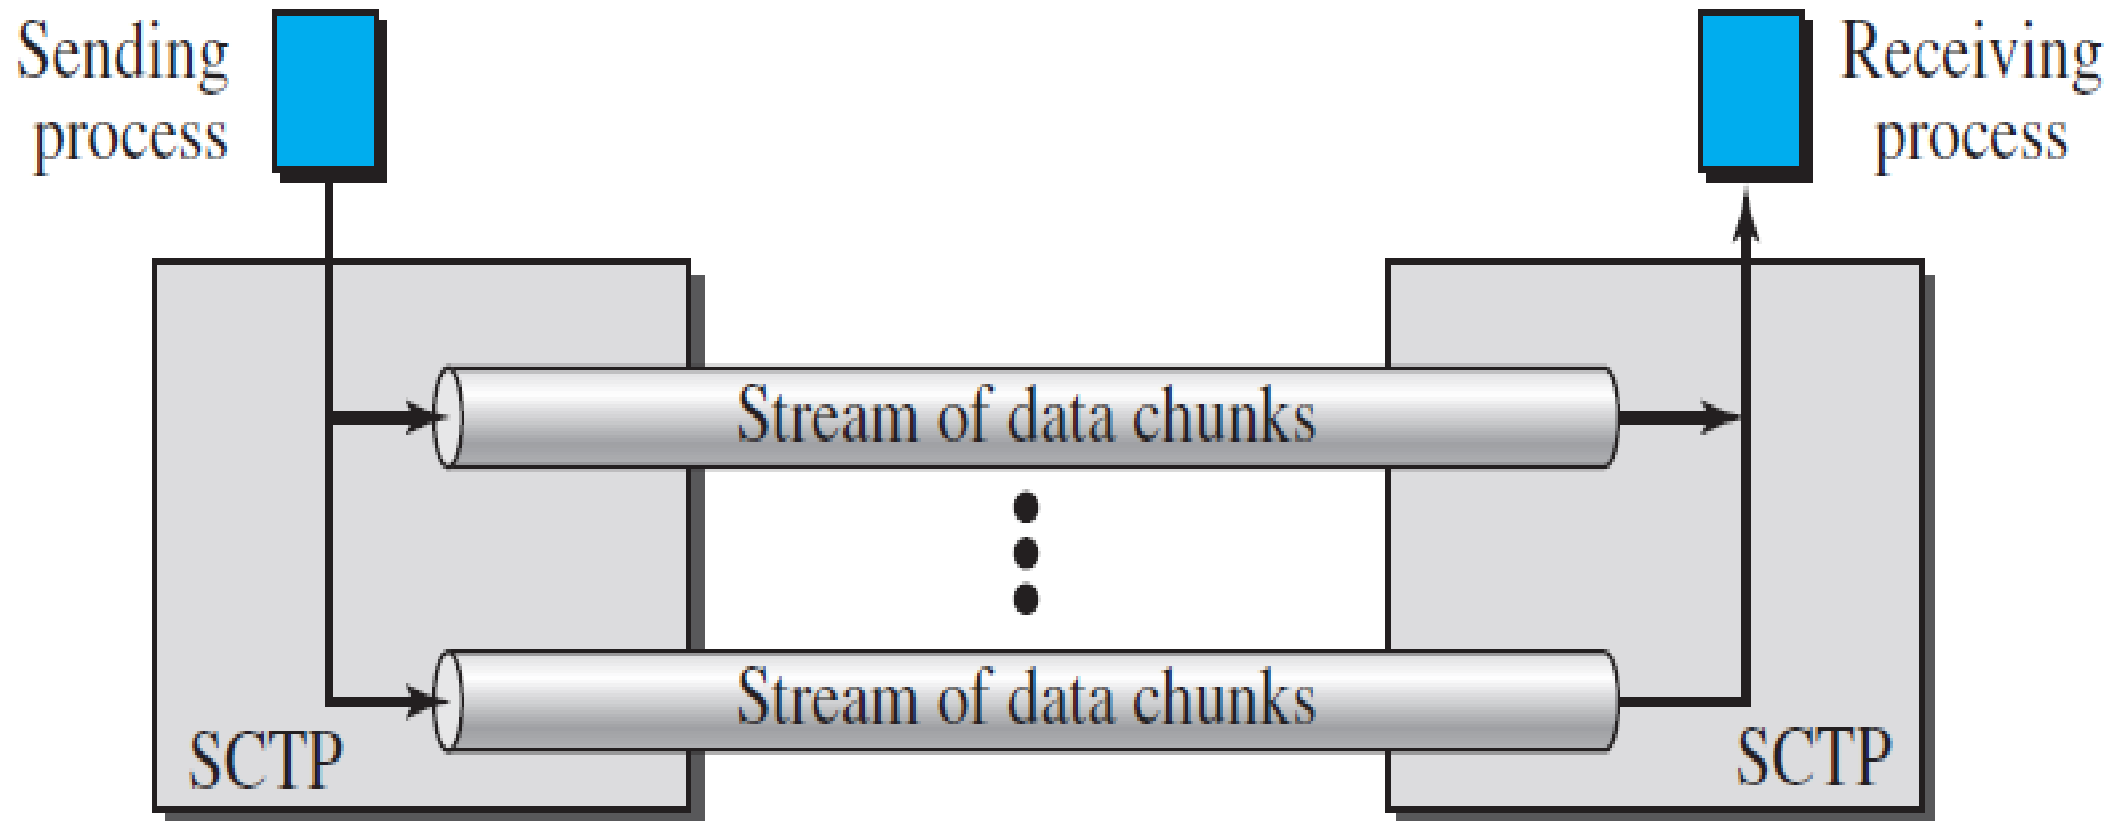 Sending
process
Receiving
process
Stream of data chunks
Stream of data chunks
SCTP
SCTP